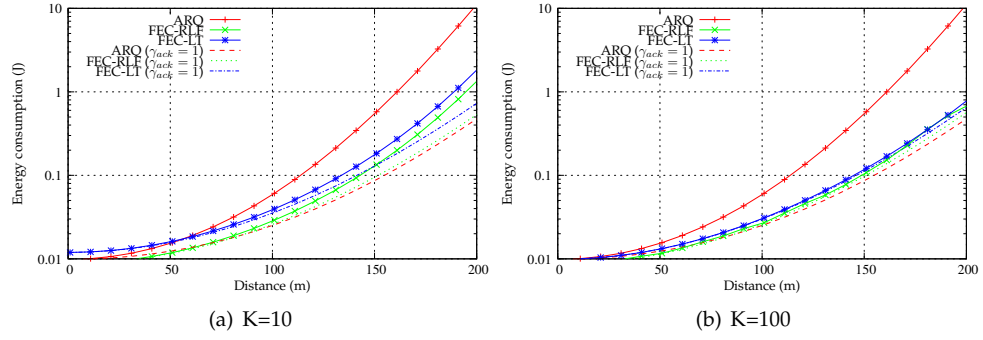 10
1
0.1
0.01
Energy consumption (J)
ARQ
FEC-RLF
FEC-LT
ARQ (γack = 1)
FEC-RLF (γack = 1)
FEC-LT (γack = 1)
0 50 100 150 200
Distance (m)
(a) K=10
10
1
0.1
0.01
Energy consumption (J)
ARQ
FEC-RLF
FEC-LT
ARQ (γack = 1)
FEC-RLF (γack = 1)
FEC-LT (γack = 1)
0 50 100 150 200
Distance (m)
(b) K=100